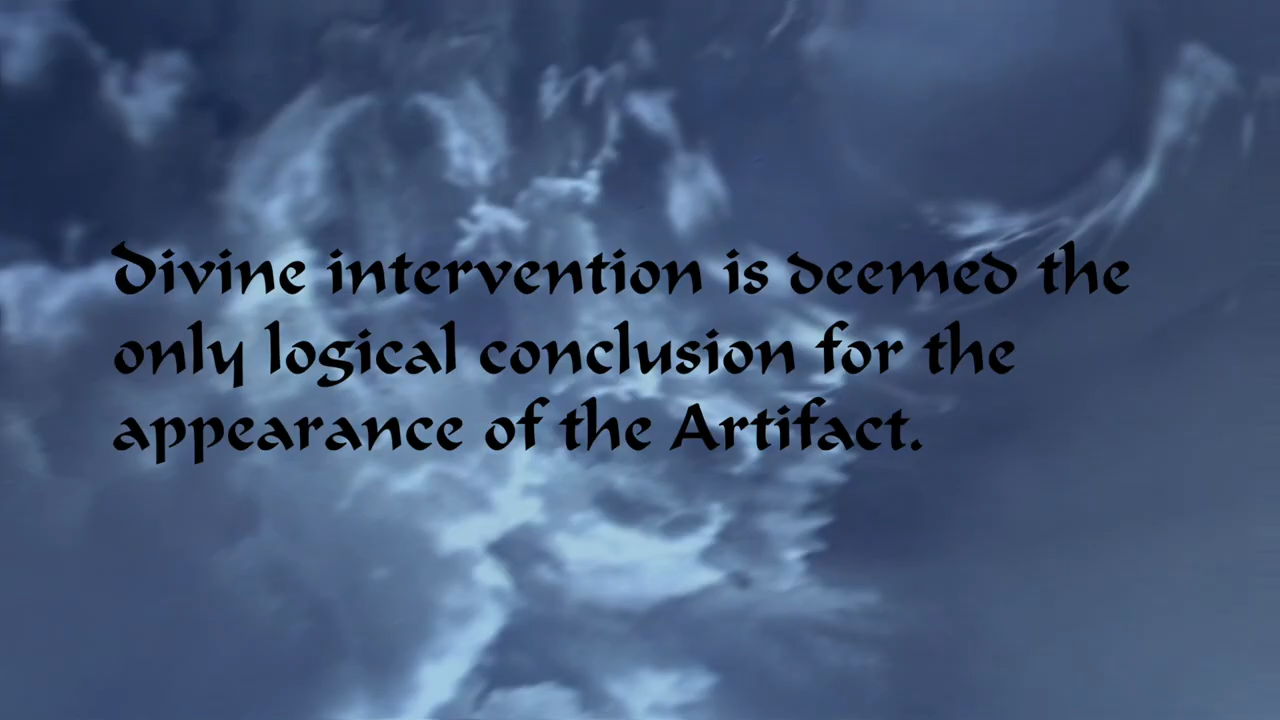 Divine intervention is deemed the
only logical conclusion for the
appearance of the Artifact.